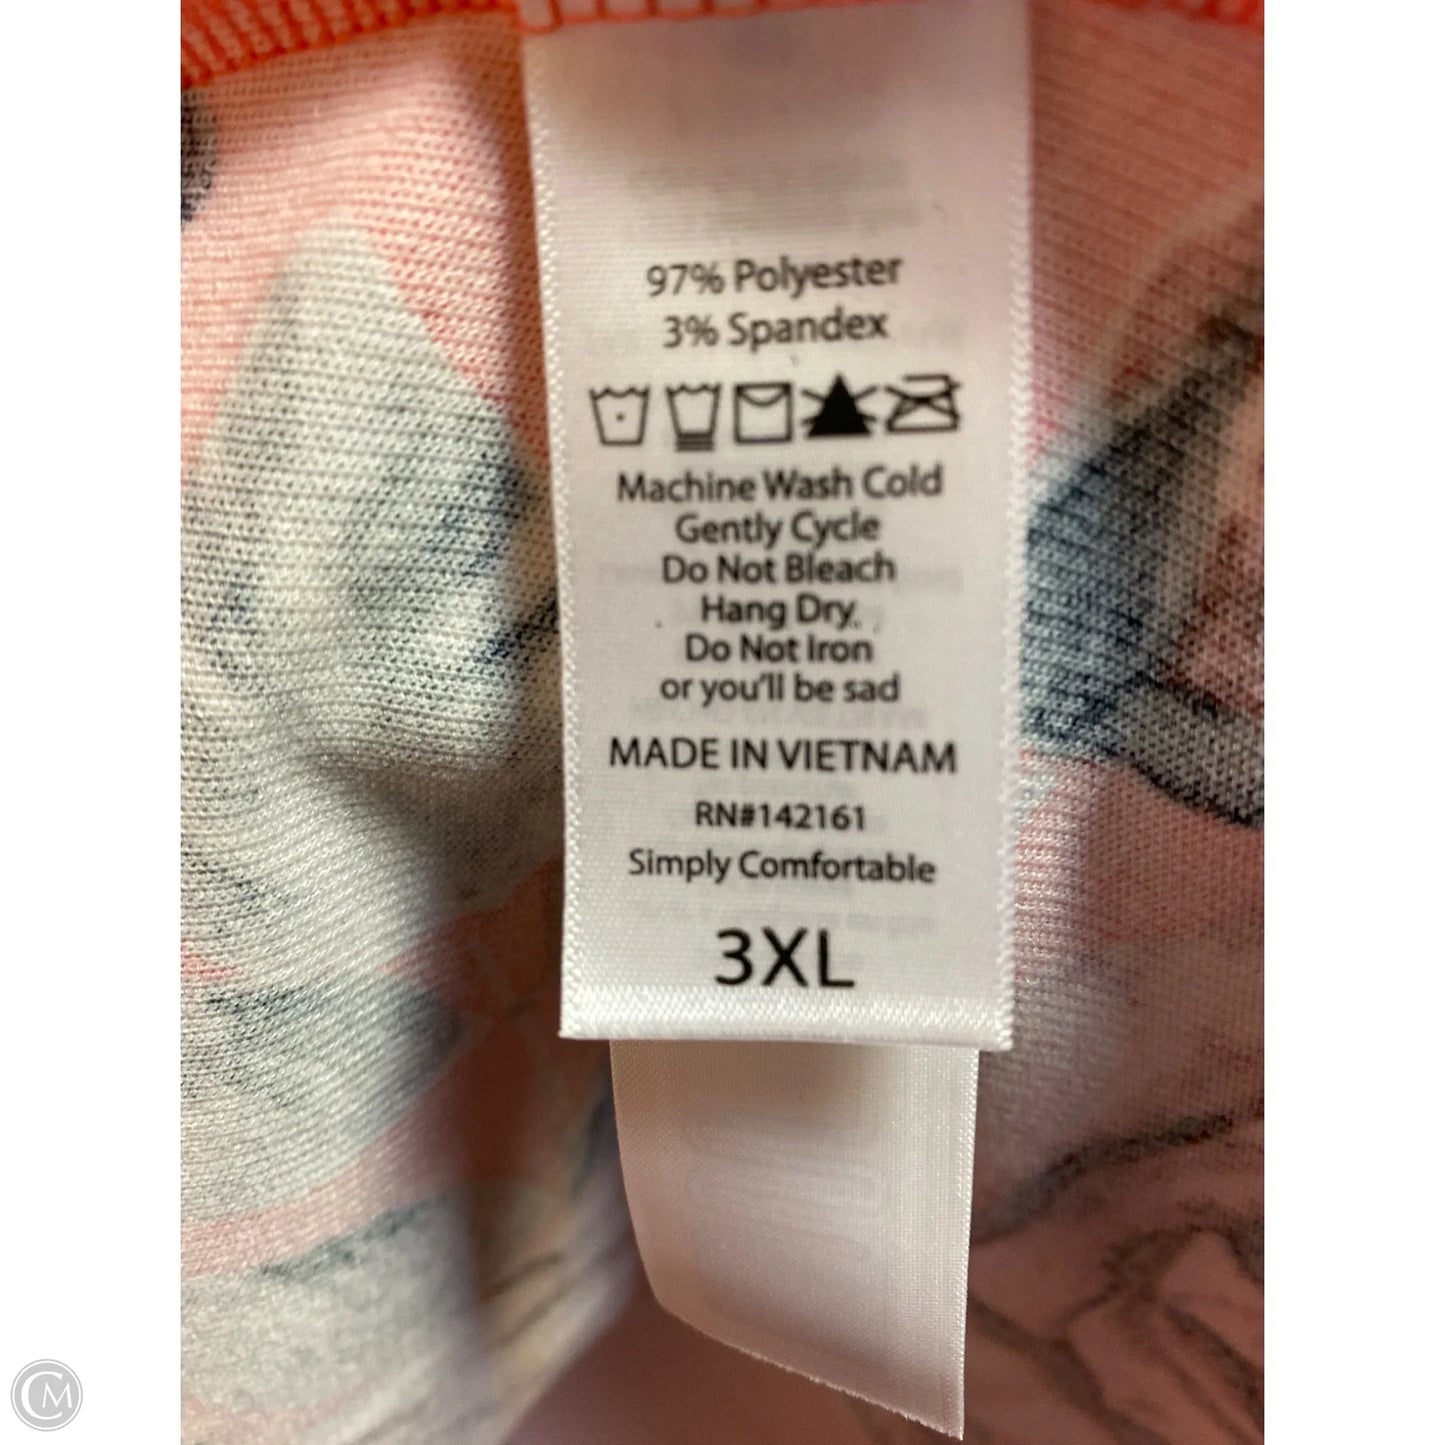 97% Polyester
3% Spandex
Machine Wash Cold
Gently Cycle
Do Not Bleach
Hang Dry
Do Not Iron
or you'll be sad
MADE IN VIETNAM
RN#142161
Simply Comfortable
3XL
CM